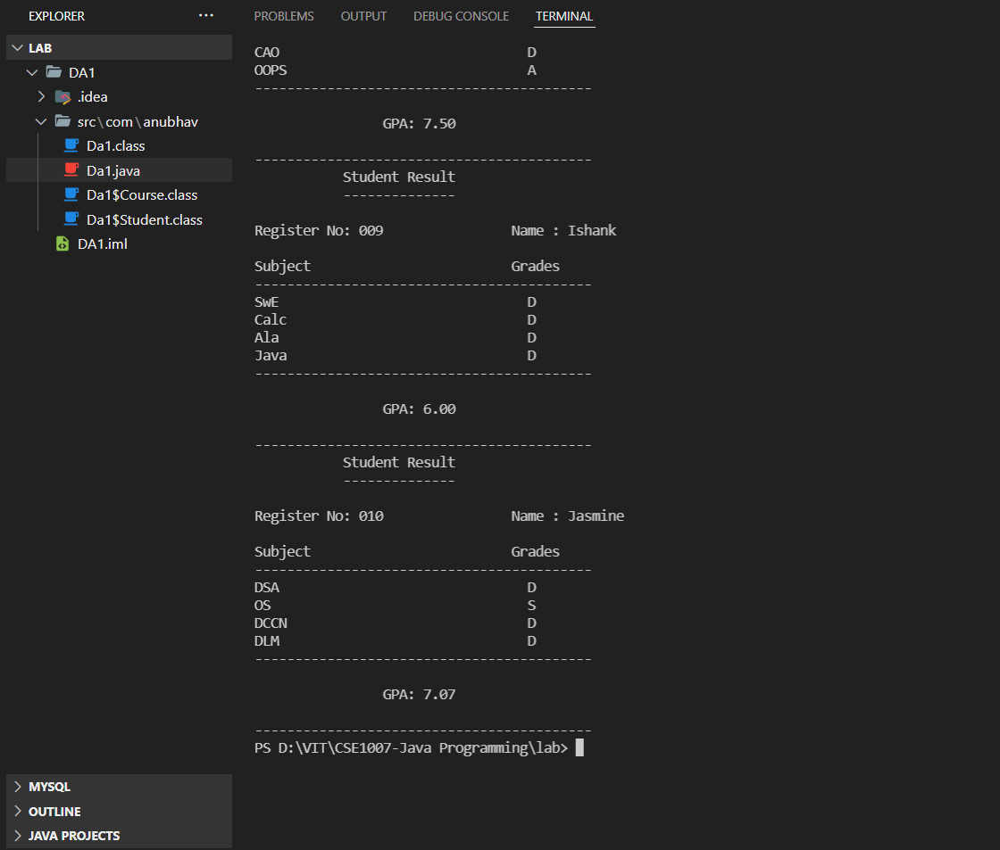 EXPLORER ...
LAB
DA1
.idea
src\com\anubhav
Da1.class
Da1.java
Da1$Course.class
Da1$Student.class
DA1.iml
MYSQL
OUTLINE
JAVA PROJECTS
PROBLEMS OUTPUT DEBUG CONSOLE TERMINAL
CAO D
OOPS A
------------------------------------------
GPA: 7.50
------------------------------------------
Student Result
--------------
Register No: 009 Name : Ishank
Subject Grades
------------------------------------------
SwE D
Calc D
Ala D
Java D
------------------------------------------
GPA: 6.00
------------------------------------------
Student Result
--------------
Register No: 010 Name : Jasmine
Subject Grades
------------------------------------------
DSA D
OS S
DCCN D
DLM D
------------------------------------------
GPA: 7.07
------------------------------------------
PS D:\VIT\CSE1007-Java Programming\lab>